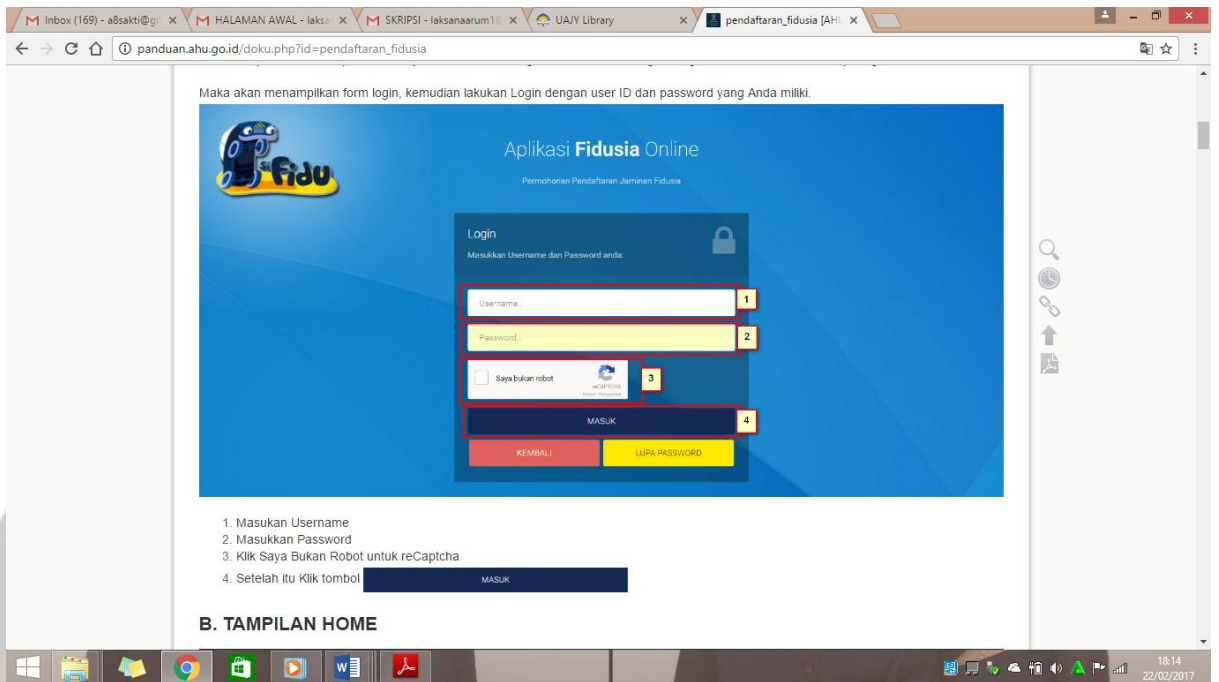 Inbox (169) - a8sakti@gr
HALAMAN AWAL - laksa
SKRIPSI - laksanaarum1
UAJY Library
pendaftaran_fidusia [AHU
panduan.ahu.go.id/doku.php?id=pendaftaran_fidusia
Maka akan menampilkan form login, kemudian lakukan Login dengan user ID dan password yang Anda miliki.
Si Fidu
Aplikasi Fidusia Online
Permohonan Pendaftaran Jaminan Fidusia
Login
Masukkan Username dan Password anda:
Username..
1
Password..
2
Saya bukan robot
reCAPTCHA
3
MASUK
4
KEMBALI
LUPA PASSWORD
1. Masukan Username
2. Masukkan Password
3. Klik Saya Bukan Robot untuk reCaptcha
4. Setelah itu Klik tombol MASUK
B. TAMPILAN HOME
18:14
22/02/2017